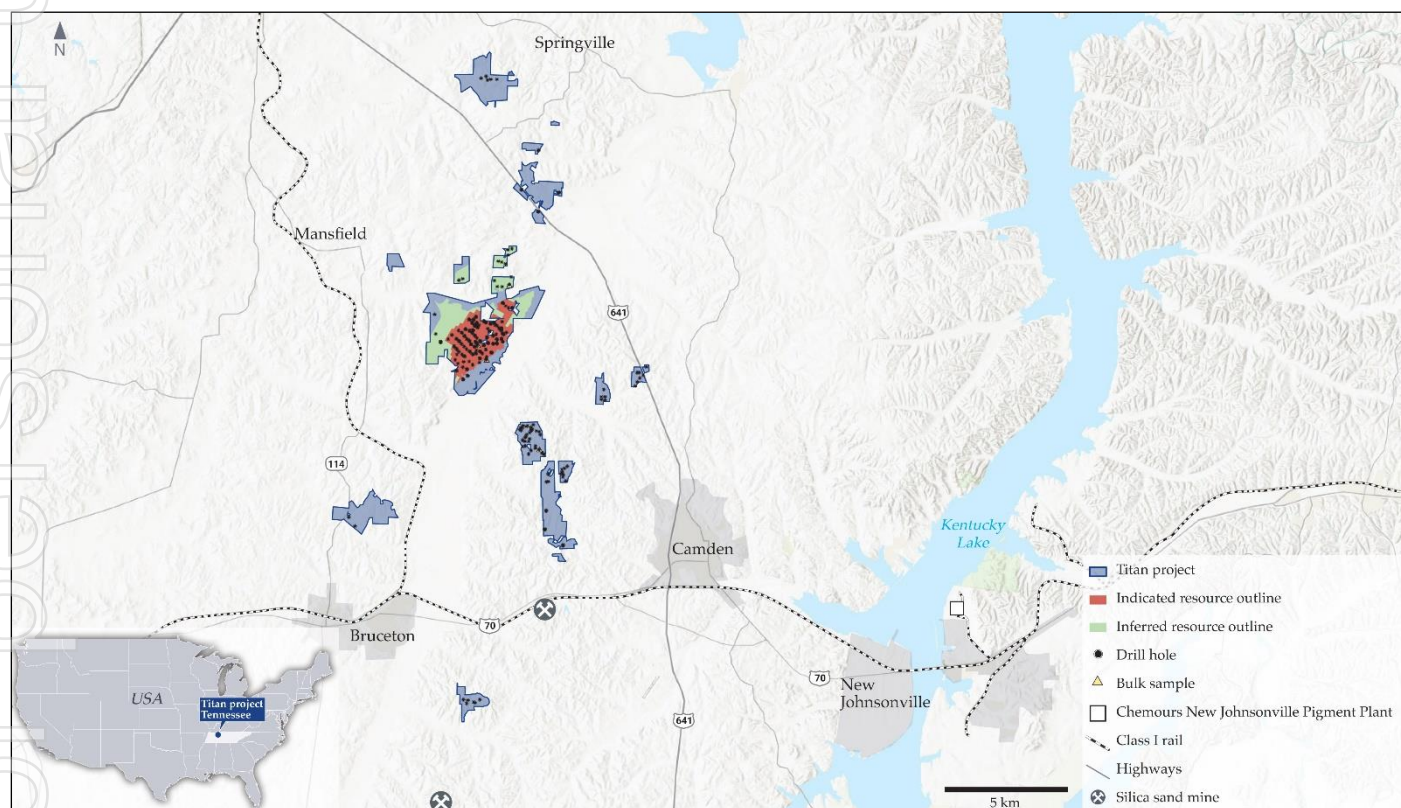 N
Springville
Mansfield
641
114
Kentucky
Lake
Camden
70
Bruceton
70
New
Johnsonville
641
USA
Titan project
Tennessee
5 km
Titan project
Indicated resource outline
Inferred resource outline
Drill hole
Bulk sample
Chemours New Johnsonville Pigment Plant
Class I rail
Highways
Silica sand mine